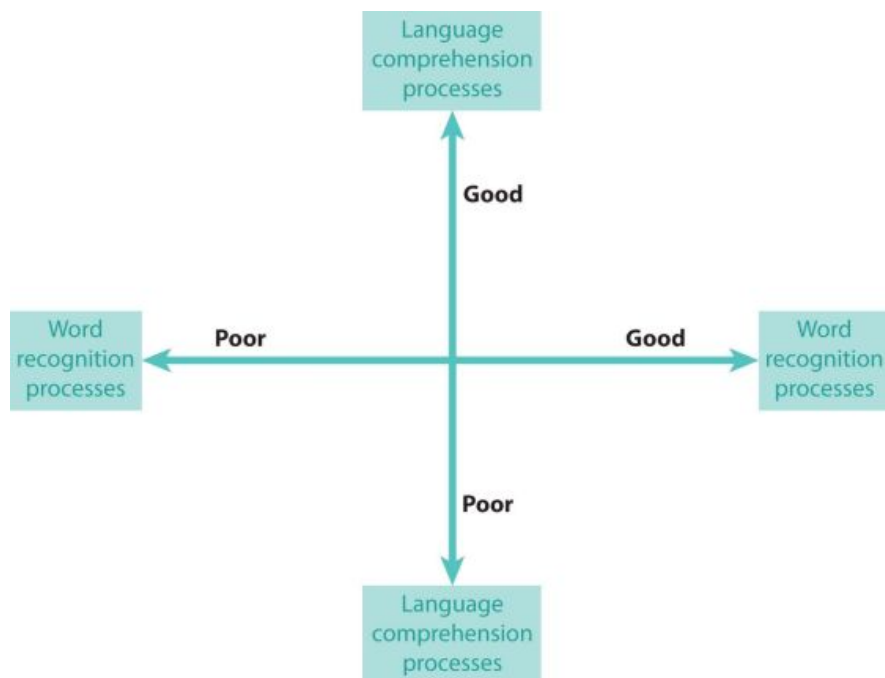 Language
comprehension
processes
Good
Word
recognition
processes
Poor
Good
Word
recognition
processes
Poor
Language
comprehension
processes